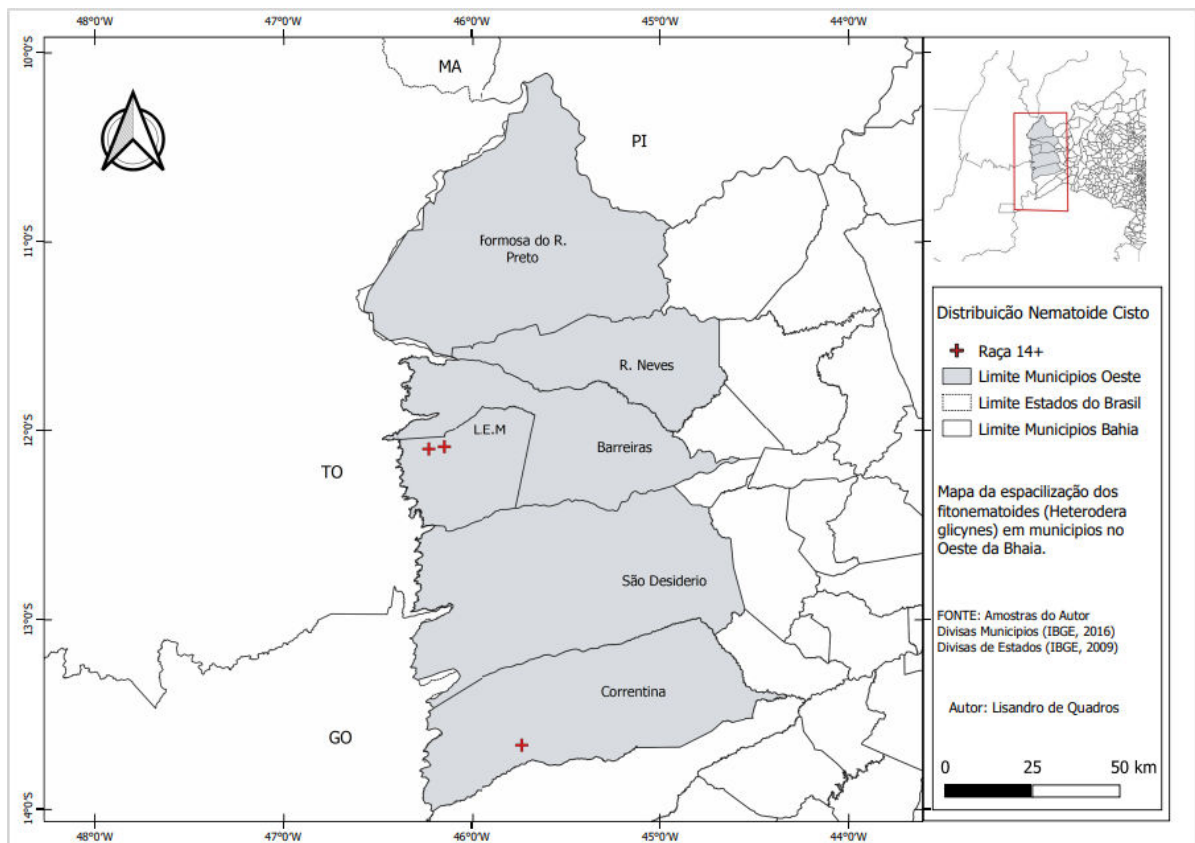 48°0'W
47°0'W
46°0'W
45°0'W
44°0'W
10°0'S
11°0'S
12°0'S
13°0'S
14°0'S
MA
PI
Formosa do R.
Preto
R. Neves
L.E.M
Barreiras
TO
São Desiderio
Correntina
GO
48°0'W
47°0'W
46°0'W
45°0'W
44°0'W
Distribuição Nematoide Cisto
Raça 14+
Limite Municipios Oeste
Limite Estados do Brasil
Limite Municipios Bahia
Mapa da espacilização dos
fitonematoides (Heterodera
glicynes) em municipios no
Oeste da Bhaia.
FONTE: Amostras do Autor
Divisas Municipios (IBGE, 2016)
Divisas de Estados (IBGE, 2009)
Autor: Lisandro de Quadros
0 25 50 km